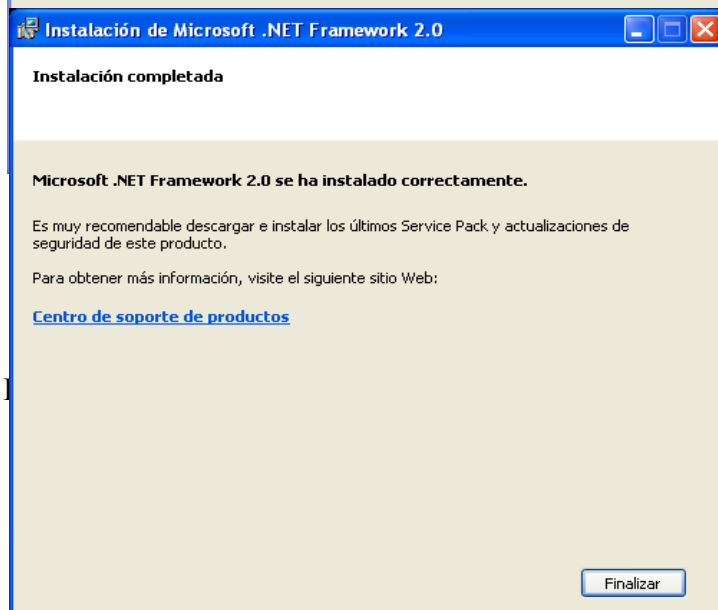 Instalación de Microsoft .NET Framework 2.0
Instalación completada
Microsoft .NET Framework 2.0 se ha instalado correctamente.
Es muy recomendable descargar e instalar los últimos Service Pack y actualizaciones de
seguridad de este producto.
Para obtener más información, visite el siguiente sitio Web:
Centro de soporte de productos
Finalizar